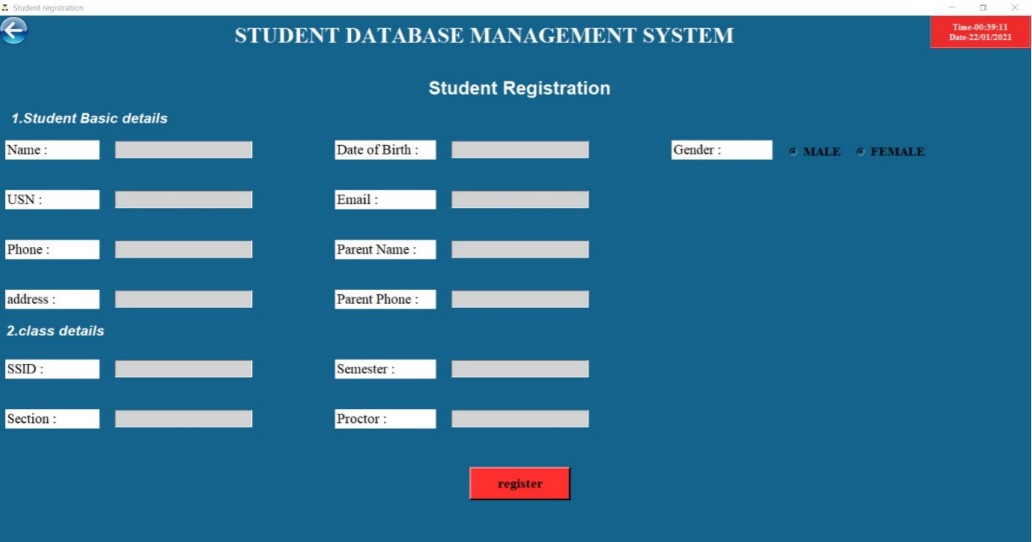 Student registration
STUDENT DATABASE MANAGEMENT SYSTEM
Time-00:39:11
Date-22/01/2021
Student Registration
1.Student Basic details
Name :
Date of Birth :
Gender :
MALE
FEMALE
USN :
Email :
Phone :
Parent Name :
address :
Parent Phone :
2.class details
SSID :
Semester :
Section :
Proctor :
register